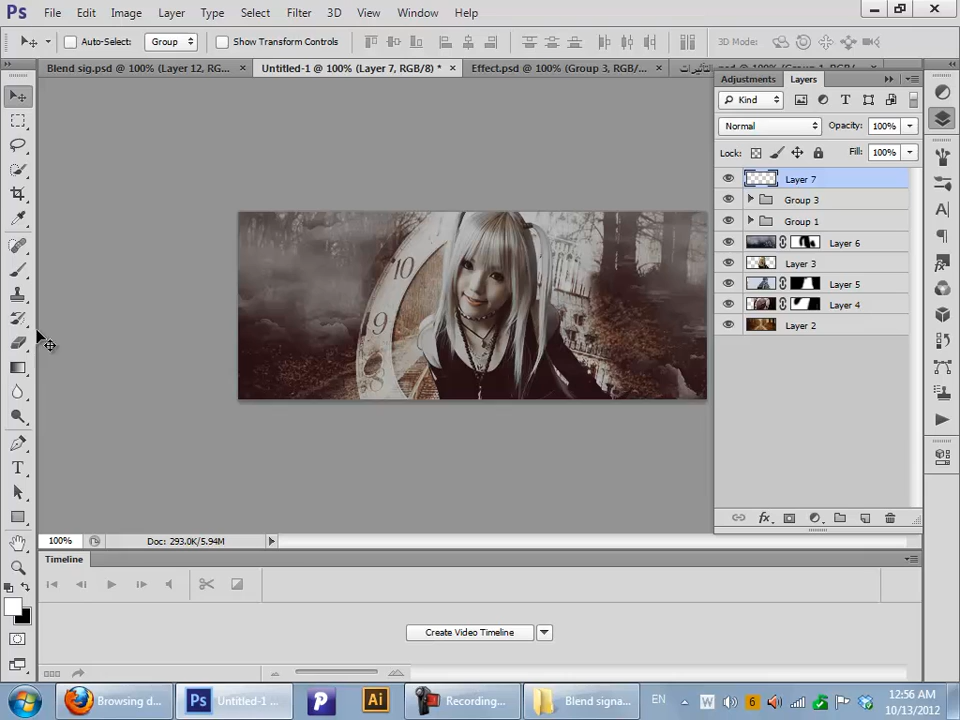 File Edit Image Layer Type Select Filter 3D View Window Help
Auto-Select: Group Show Transform Controls 3D Mode:
Blend sig.psd @ 100% (Layer 12, RG... × Untitled-1 @ 100% (Layer 7, RGB/8) * × Effect.psd @ 100% (Group 3, RGB/... ×
Adjustments Layers
Kind
Normal Opacity: 100%
Lock: Fill: 100%
Layer 7
Group 3
Group 1
Layer 6
Layer 3
Layer 5
Layer 4
Layer 2
10
9
8
100% Doc: 293.0K/5.94M
Timeline
Create Video Timeline
Browsing d... Ps Untitled-1 ... Ai Recording... Blend signa... EN 12:56 AM
10/13/2012